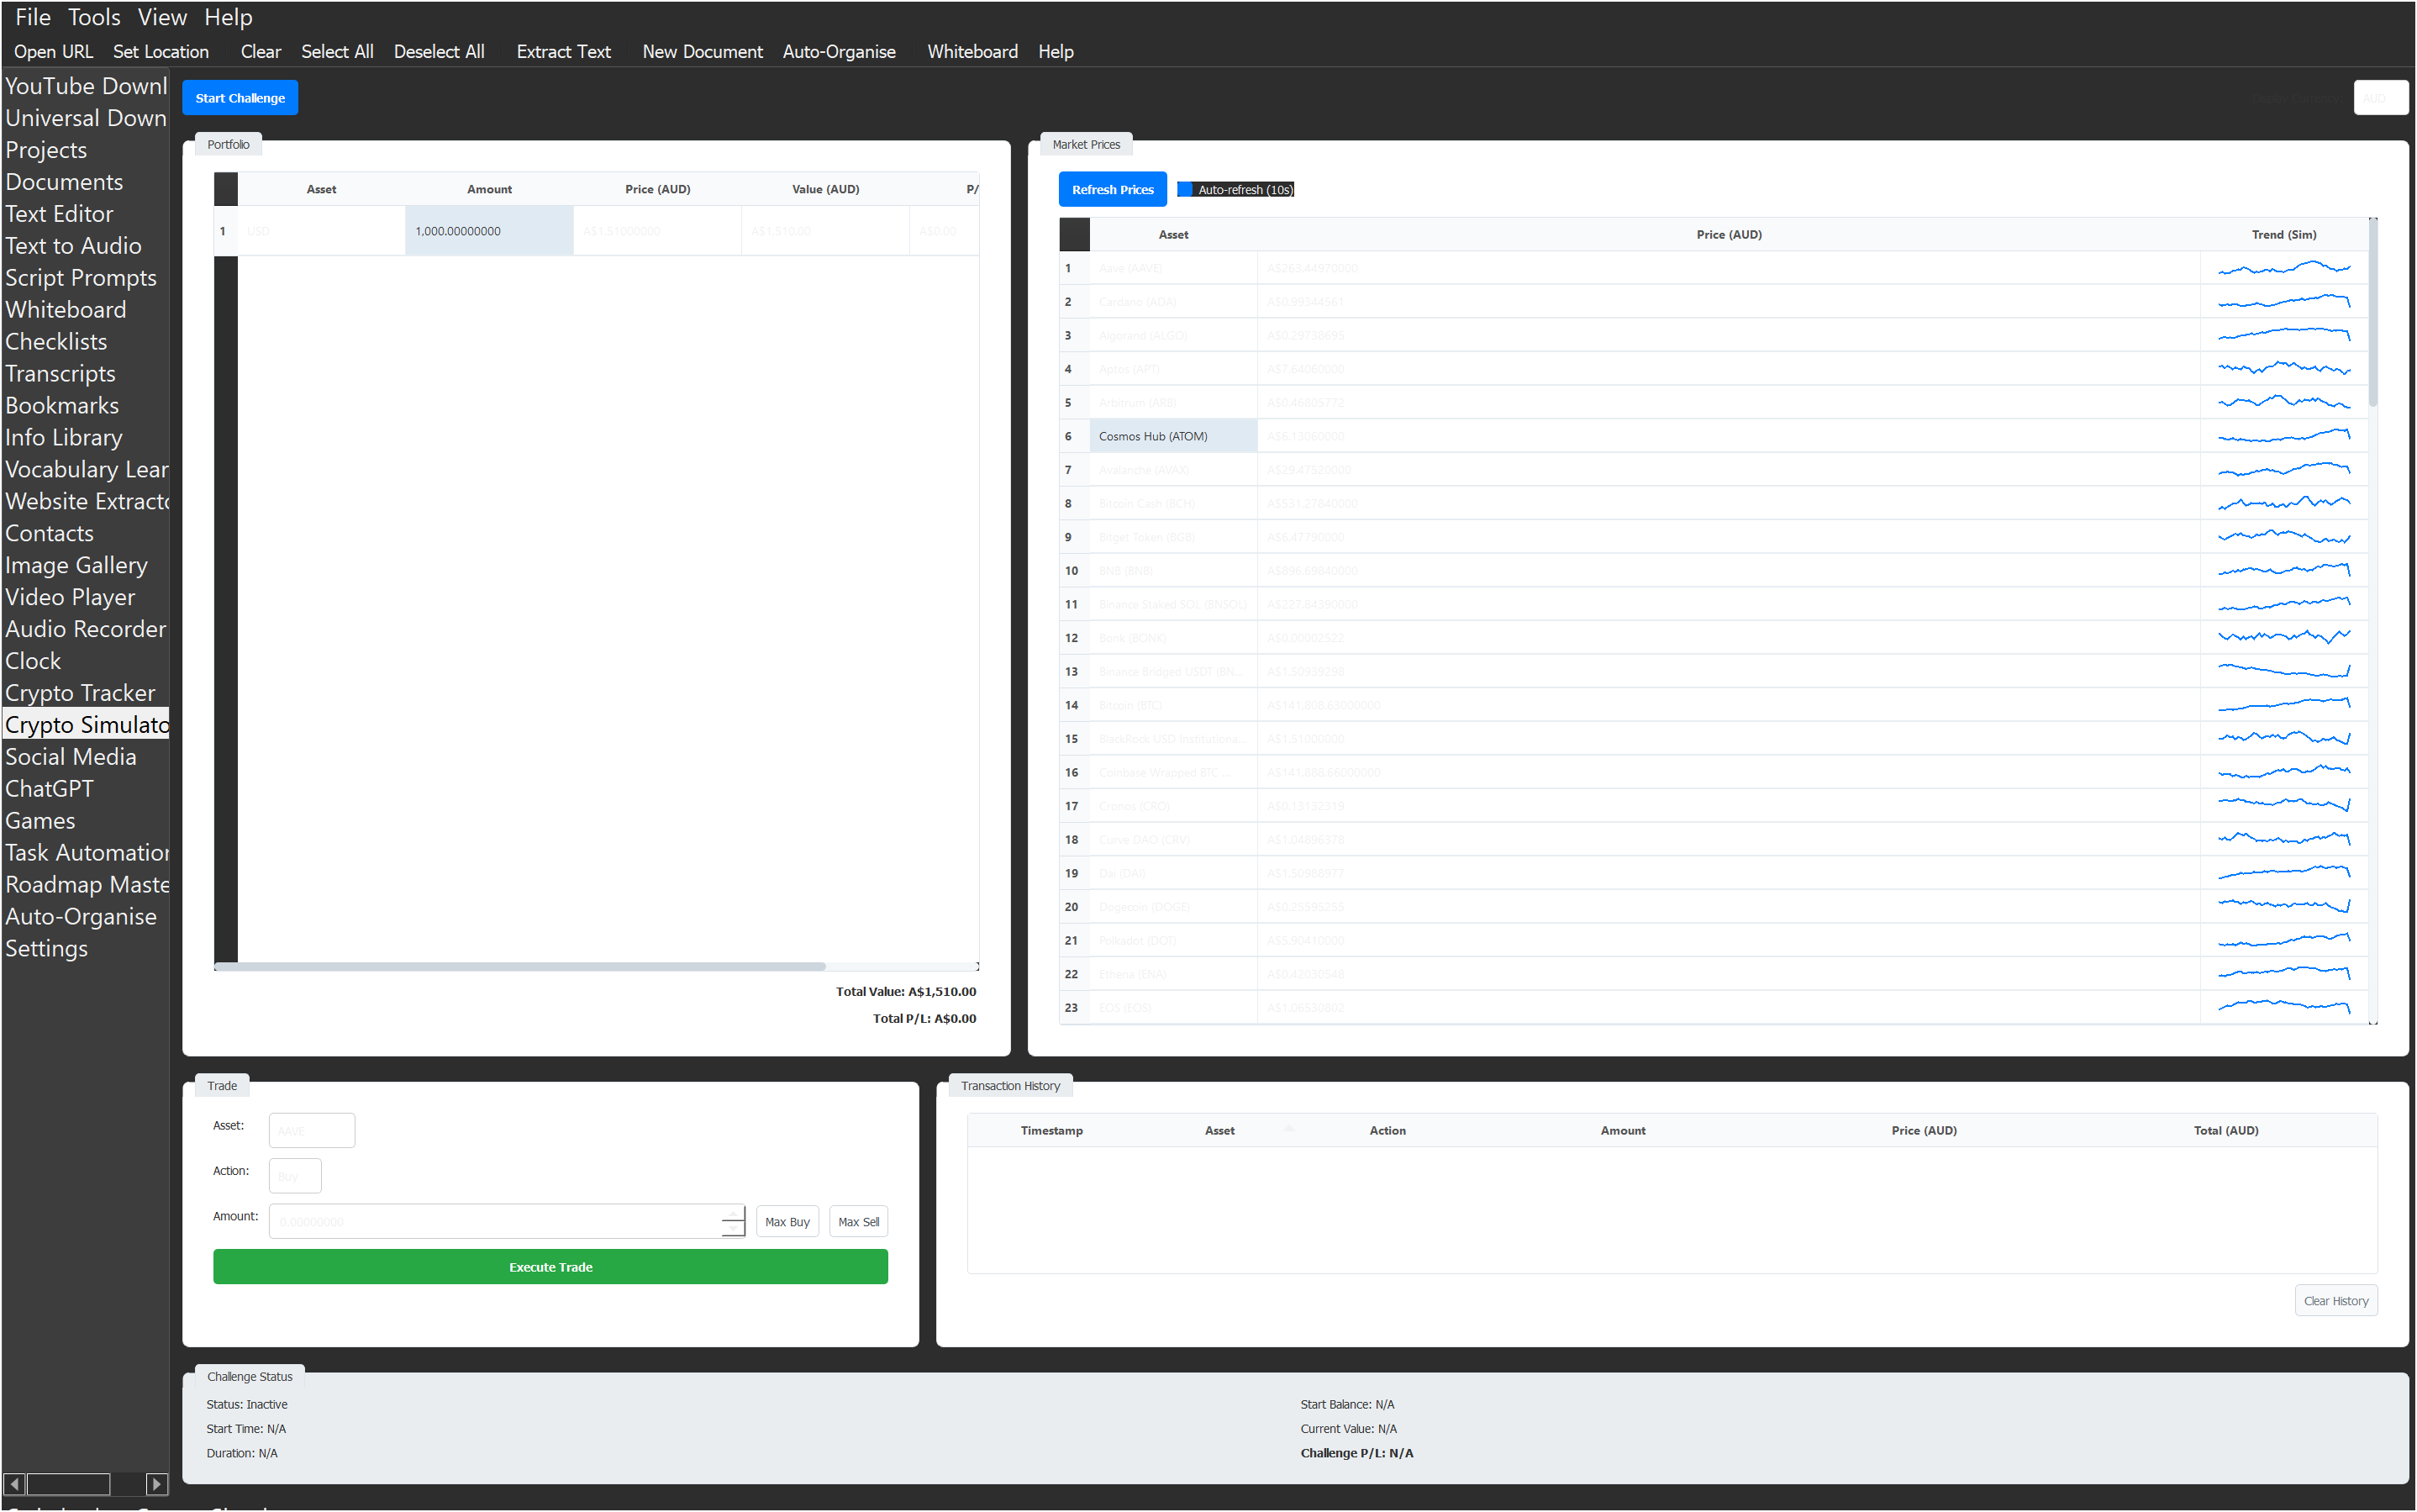 File Tools View Help
Open URL Set Location Clear Select All Deselect All Extract Text New Document Auto-Organise Whiteboard Help
YouTube Downl
Universal Down
Projects
Documents
Text Editor
Text to Audio
Script Prompts
Whiteboard
Checklists
Transcripts
Bookmarks
Info Library
Vocabulary Lear
Website Extracto
Contacts
Image Gallery
Video Player
Audio Recorder
Clock
Crypto Tracker
Crypto Simulato
Social Media
ChatGPT
Games
Task Automation
Roadmap Maste
Auto-Organise
Settings
Start Challenge
AUD
Portfolio
Asset Amount Price (AUD) Value (AUD) P/
1 USD 1,000.00000000 A$1.51000000 A$1,510.00 A$0.00
Total Value: A$1,510.00
Total P/L: A$0.00
Market Prices
Refresh Prices Auto-refresh (10s)
Asset Price (AUD) Trend (Sim)
1 Aave (AAVE) A$263.44970000
2 Cardano (ADA) A$0.99344561
3 Algorand (ALGO) A$0.29738695
4 Aptos (APT) A$7.64060000
5 Arbitrum (ARB) A$0.46805772
6 Cosmos Hub (ATOM) A$6.13060000
7 Avalanche (AVAX) A$29.47520000
8 Bitcoin Cash (BCH) A$531.27840000
9 Bitget Token (BGB) A$6.47790000
10 BNB (BNB) A$896.69840000
11 Binance Staked SOL (BNSOL) A$227.84390000
12 Bonk (BONK) A$0.00002522
13 Binance Bridged USDT (BN... A$1.50939298
14 Bitcoin (BTC) A$141,808.63000000
15 BlackRock USD Institutiona... A$1.51000000
16 Coinbase Wrapped BTC ... A$141,888.66000000
17 Cronos (CRO) A$0.13132319
18 Curve DAO (CRV) A$1.04896378
19 Dai (DAI) A$1.50988977
20 Dogecoin (DOGE) A$0.25595255
21 Polkadot (DOT) A$5.90410000
22 Ethena (ENA) A$0.42030548
23 EOS (EOS) A$1.06530802
Trade
Asset: AAVE
Action: Buy
Amount: 0.00000000 Max Buy Max Sell
Execute Trade
Transaction History
Timestamp Asset Action Amount Price (AUD) Total (AUD)
Clear History
Challenge Status
Status: Inactive
Start Time: N/A
Duration: N/A
Start Balance: N/A
Current Value: N/A
Challenge P/L: N/A